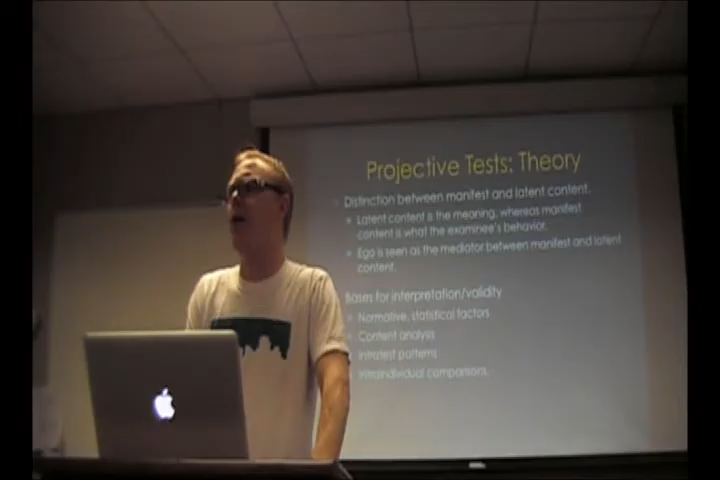 Projective Tests: Theory
Distinction between manifest and latent content.
Latent content is the meaning, whereas manifest
content is what the examinee's behavior.
Ego is seen as the mediator between manifest and latent
content.
Bases for interpretation/validity
Normative, statistical factors
Content analysis
Intratest patterns
Intraindividual comparisons.